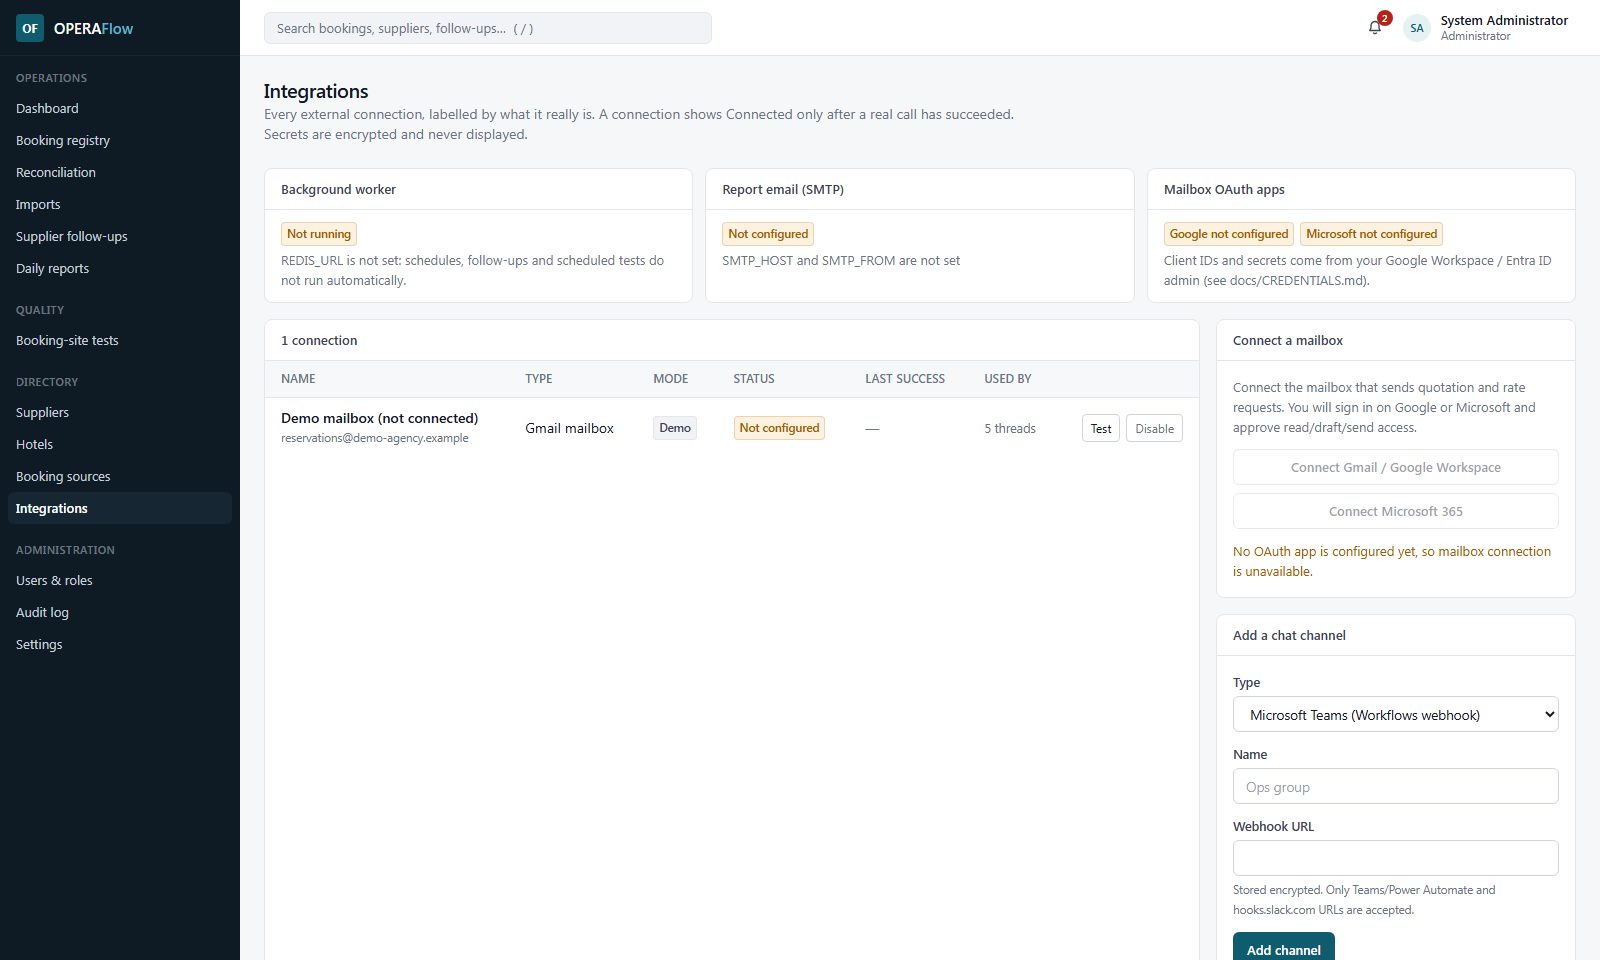 OF OPERAFlow
Search bookings, suppliers, follow-ups... ( / )
2
SA
System Administrator
Administrator
OPERATIONS
Dashboard
Booking registry
Reconciliation
Imports
Supplier follow-ups
Daily reports
QUALITY
Booking-site tests
DIRECTORY
Suppliers
Hotels
Booking sources
Integrations
ADMINISTRATION
Users & roles
Audit log
Settings
Integrations
Every external connection, labelled by what it really is. A connection shows Connected only after a real call has succeeded.
Secrets are encrypted and never displayed.
Background worker
Not running
REDIS_URL is not set: schedules, follow-ups and scheduled tests do
not run automatically.
Report email (SMTP)
Not configured
SMTP_HOST and SMTP_FROM are not set
Mailbox OAuth apps
Google not configured Microsoft not configured
Client IDs and secrets come from your Google Workspace / Entra ID
admin (see docs/CREDENTIALS.md).
1 connection
NAME TYPE MODE STATUS LAST SUCCESS USED BY
Demo mailbox (not connected)
reservations@demo-agency.example
Gmail mailbox Demo Not configured — 5 threads Test Disable
Connect a mailbox
Connect the mailbox that sends quotation and rate
requests. You will sign in on Google or Microsoft and
approve read/draft/send access.
Connect Gmail / Google Workspace
Connect Microsoft 365
No OAuth app is configured yet, so mailbox connection
is unavailable.
Add a chat channel
Type
Microsoft Teams (Workflows webhook)
Name
Ops group
Webhook URL
Stored encrypted. Only Teams/Power Automate and
hooks.slack.com URLs are accepted.
Add channel